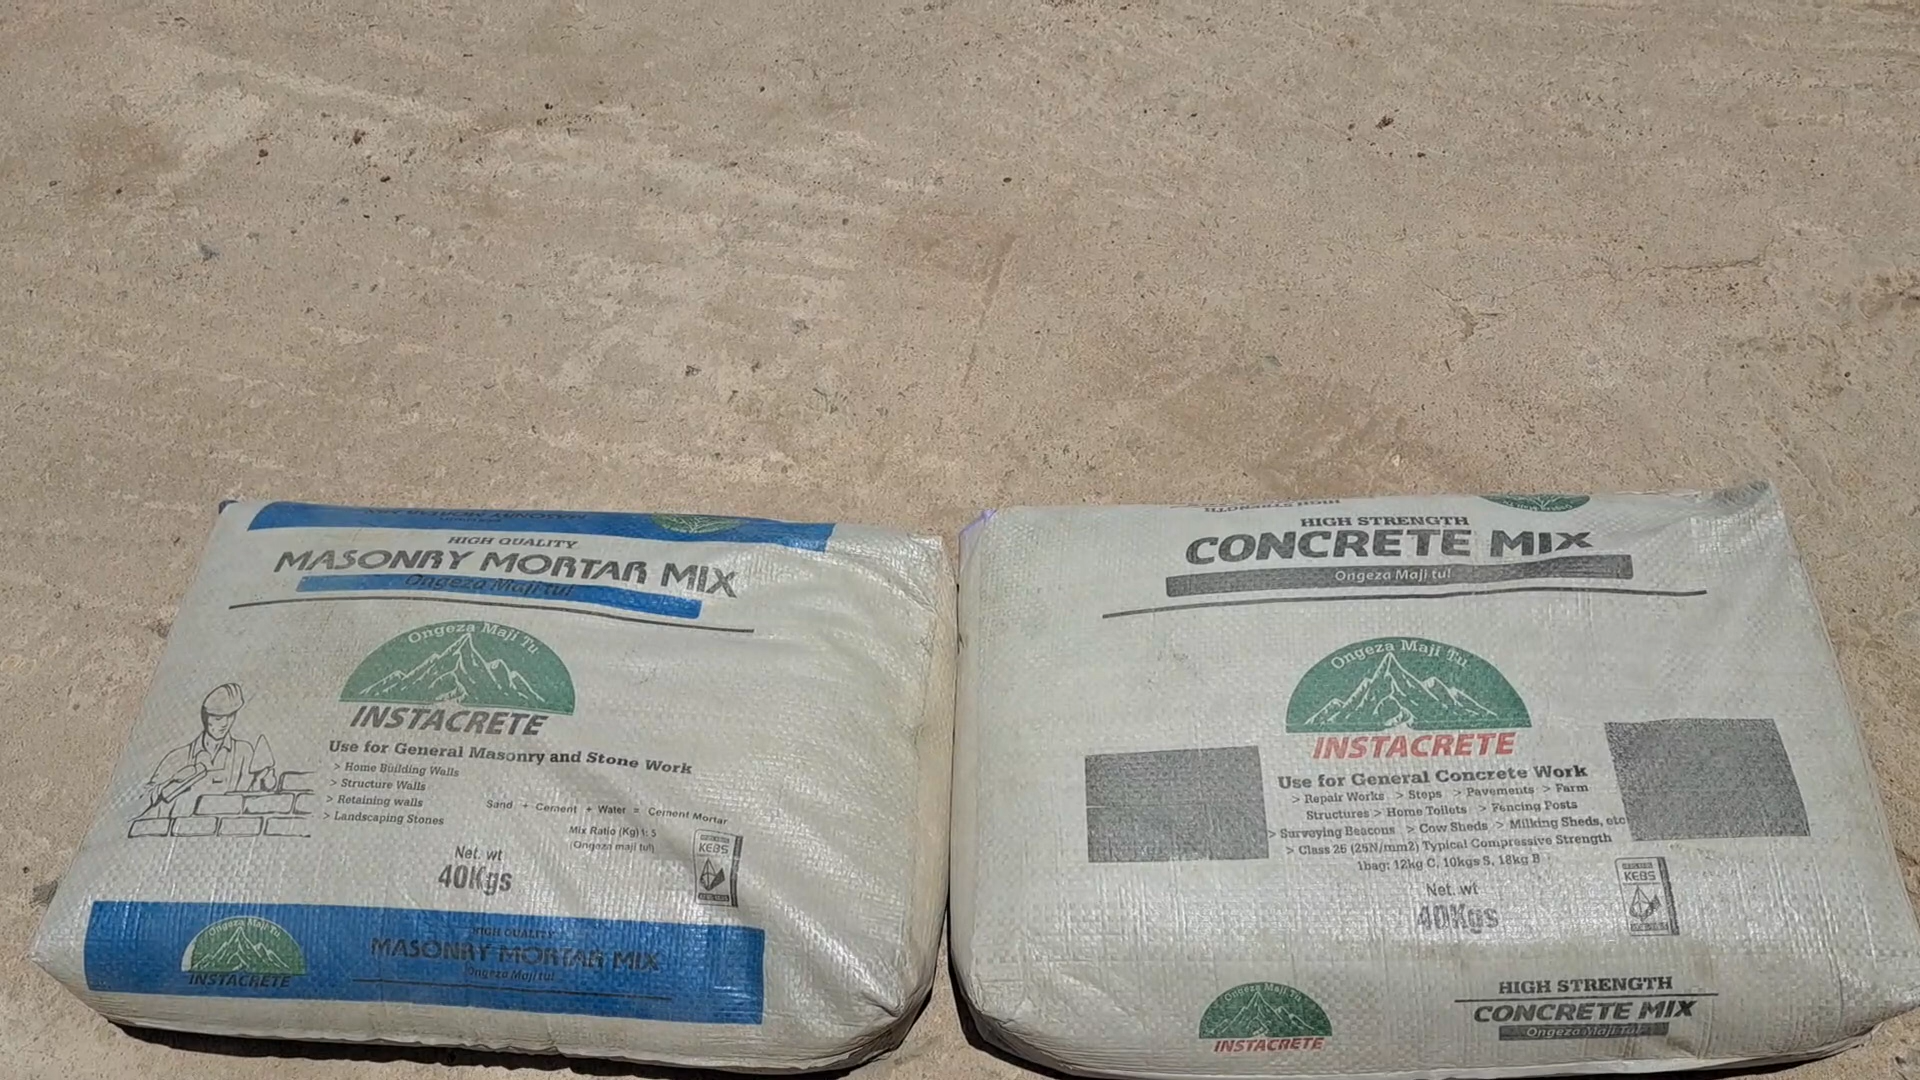 MASONRY MORTAR MIX
HIGH QUALITY
MASONRY MORTAR MIX
Ongeza Maji tu!
Ongeza Maji Tu
INSTACRETE
Use for General Masonry and Stone Work
> Home Building Walls
> Structure Walls
> Retaining walls
> Landscaping Stones
Sand + Cement + Water = Cement Mortar
Mix Ratio (Kg) 1: 5
(Ongeza maji tu!)
Net. wt
40Kgs
KEBS
Ongeza Maji Tu
INSTACRETE
HIGH QUALITY
MASONRY MORTAR MIX
Ongeza Maji tu!
HIGH STRENGTH
HIGH STRENGTH
CONCRETE MIX
Ongeza Maji tu!
Ongeza Maji Tu
INSTACRETE
Use for General Concrete Work
> Repair Works > Steps > Pavements > Farm
Structures > Home Toilets > Fencing Posts
> Surveying Beacons > Cow Sheds > Milking Sheds, etc
> Class 25 (25N/mm2) Typical Compressive Strength
1bag: 12kg C, 10kgs S, 18kg B
Net. wt
40Kgs
KEBS
Ongeza Maji Tu
INSTACRETE
HIGH STRENGTH
CONCRETE MIX
Ongeza Maji Tu!